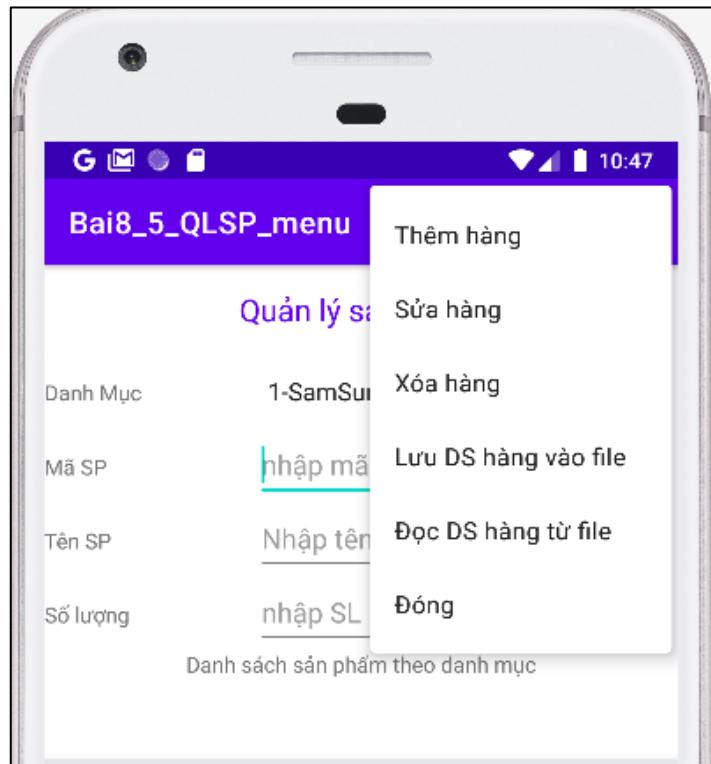 10:47
Bai8_5_QLSP_menu
Thêm hàng
Sửa hàng
Xóa hàng
Lưu DS hàng vào file
Đọc DS hàng từ file
Đóng
Quản lý
Danh Mục
1-SamSu
Mã SP
nhập mã
Tên SP
Nhập tên
Số lượng
nhập SL
Danh sách sản phẩm theo danh mục